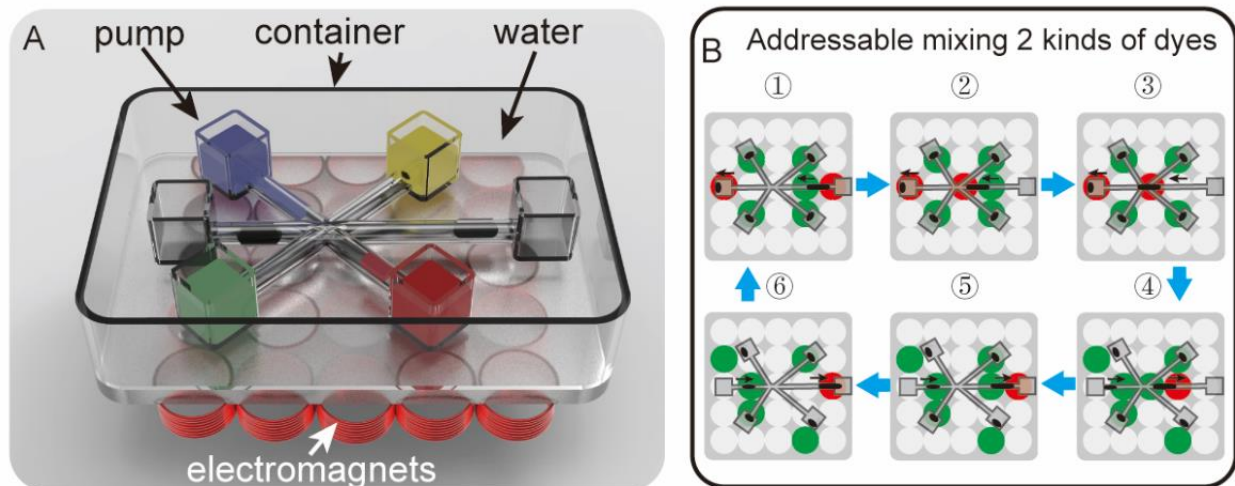 A
pump
container
water
electromagnets
B
Addressable mixing 2 kinds of dyes
①
②
③
⑥
⑤
④